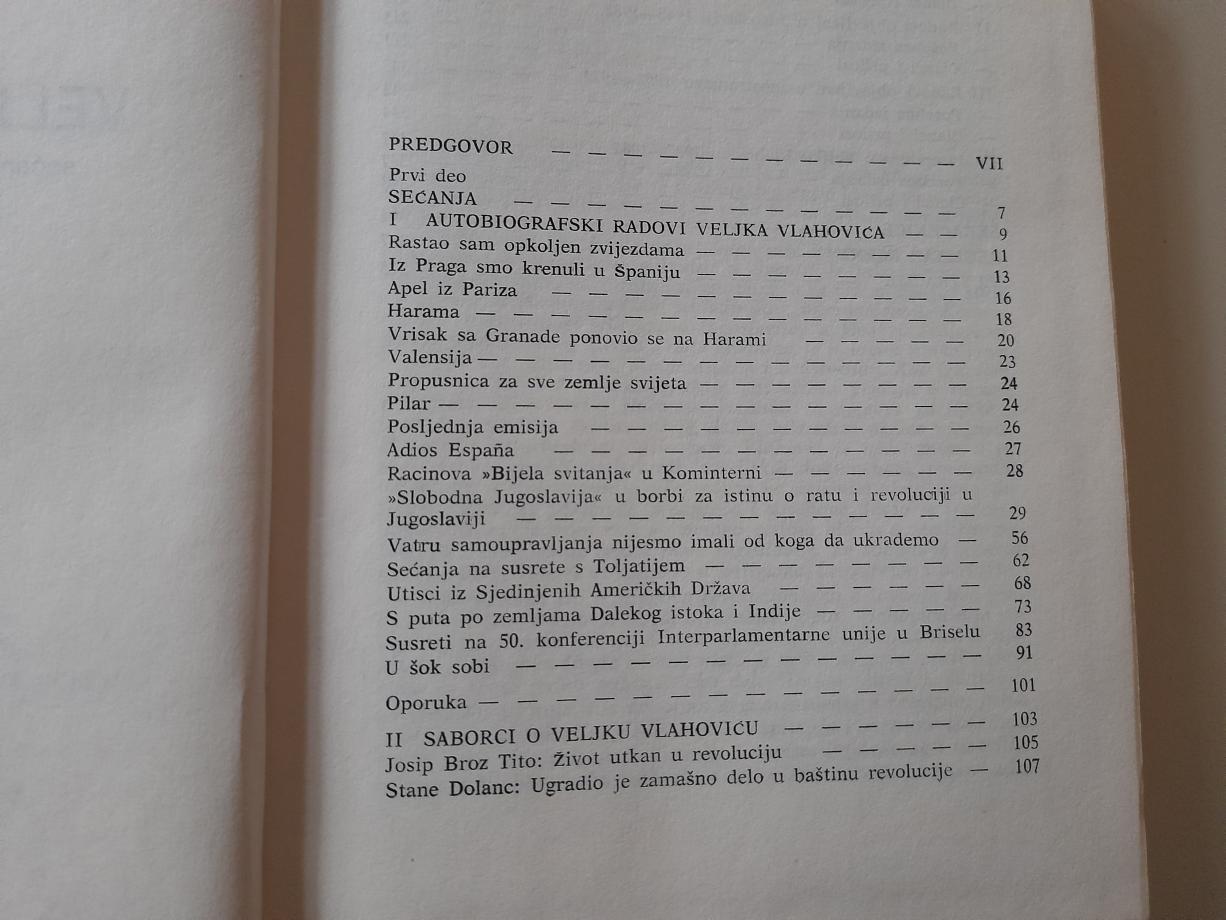 PREDGOVOR — — — — — — — — — — — — VII
Prvi deo
SEĆANJA — — — — — — — — — — — — 7
I AUTOBIOGRAFSKI RADOVI VELJKA VLAHOVIĆA — — 9
Rastao sam opkoljen zvijezdama — — — — — — — — 11
Iz Praga smo krenuli u Španiju — — — — — — — — 13
Apel iz Pariza — — — — — — — — — — — — 16
Harama — — — — — — — — — — — — — 18
Vrisak sa Granade ponovio se na Harami — — — — — 20
Valensija — — — — — — — — — — — — — 23
Propusnica za sve zemlje svijeta — — — — — — — — 24
Pilar — — — — — — — — — — — — — — 24
Posljednja emisija — — — — — — — — — — — 26
Adios España — — — — — — — — — — — — 27
Racinova »Bijela svitanja« u Kominterni — — — — — — 28
»Slobodna Jugoslavija« u borbi za istinu o ratu i revoluciji u
Jugoslaviji — — — — — — — — — — — — — 29
Vatru samoupravljanja nijesmo imali od koga da ukrademo — 56
Sećanja na susrete s Toljatijem — — — — — — — — 62
Utisci iz Sjedinjenih Američkih Država — — — — — — 68
S puta po zemljama Dalekog istoka i Indije — — — — — 73
Susreti na 50. konferenciji Interparlamentarne unije u Briselu 83
U šok sobi — — — — — — — — — — — — — 91
Oporuka — — — — — — — — — — — — — — 101
II SABORCI O VELJKU VLAHOVIĆU — — — — — — 103
Josip Broz Tito: Život utkan u revoluciju — — — — — 105
Stane Dolanc: Ugradio je zamašno delo u baštinu revolucije — 107